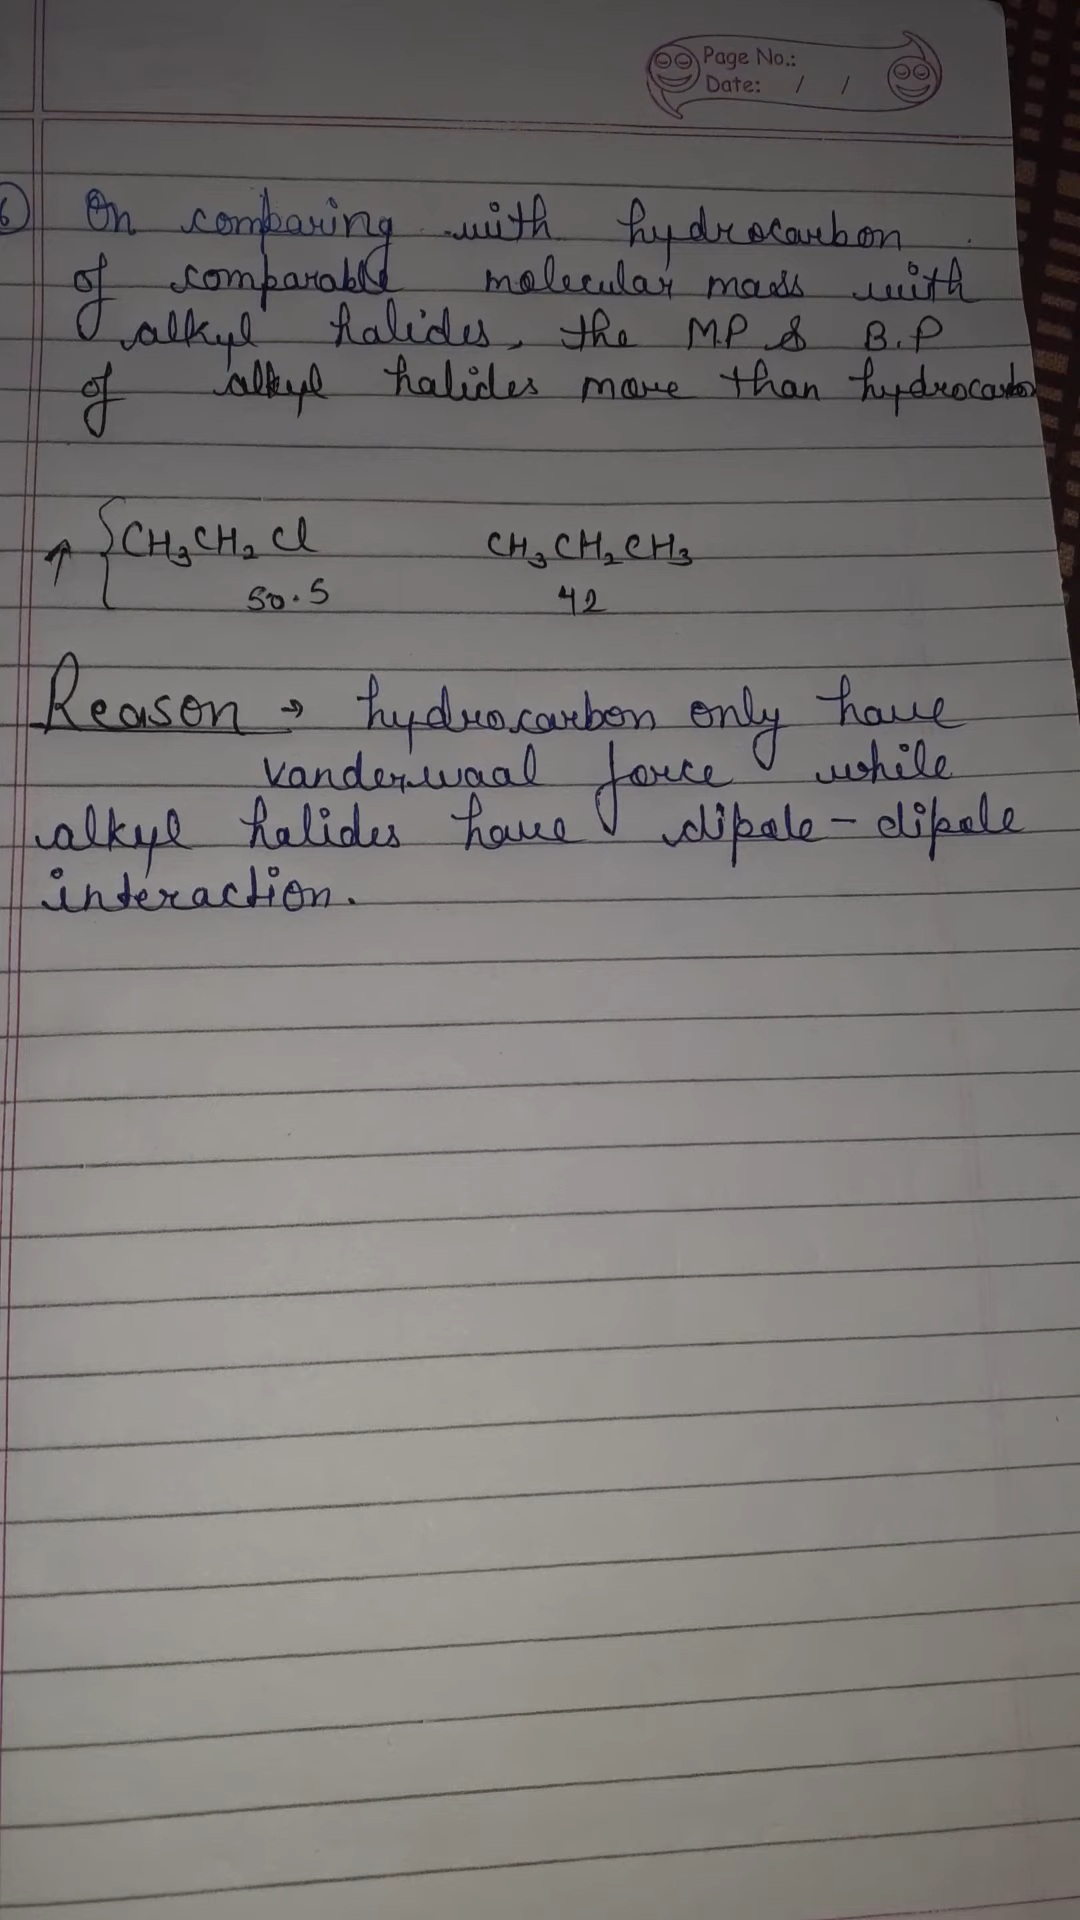 Page No.:
Date: / /
6 On comparing with hydrocarbon
of comparable molecular mass with
alkyl halides, the M.P & B.P
of alkyl halides more than hydrocarbon
↑ { CH₃CH₂Cl CH₃CH₂CH₃
50.5 42
Reason → hydrocarbon only have
vanderwaal force while
alkyl halides have dipole-dipole
interaction.